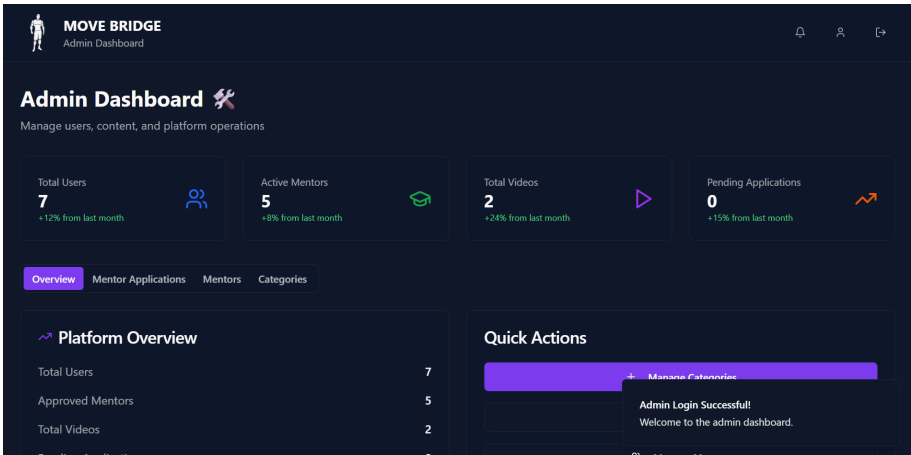 MOVE BRIDGE
Admin Dashboard
Admin Dashboard
Manage users, content, and platform operations
Total Users
7
+12% from last month
Active Mentors
5
+8% from last month
Total Videos
2
+24% from last month
Pending Applications
0
+15% from last month
Overview Mentor Applications Mentors Categories
Platform Overview
Total Users 7
Approved Mentors 5
Total Videos 2
Quick Actions
Manage Categories
Admin Login Successful!
Welcome to the admin dashboard.